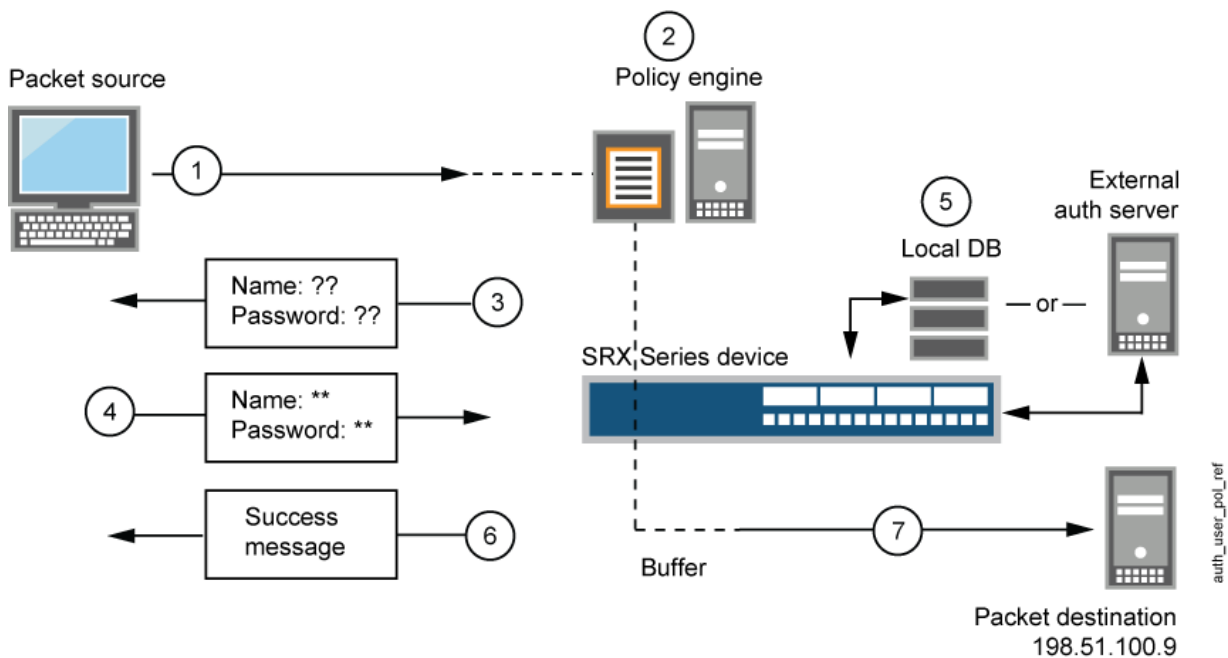 2
Policy engine
Packet source
1
5
Local DB
External
auth server
or
Name: ??
Password: ??
3
SRX Series device
4
Name: **
Password: **
Success
message
6
Buffer
7
Packet destination
198.51.100.9
auth_user_pol_ref